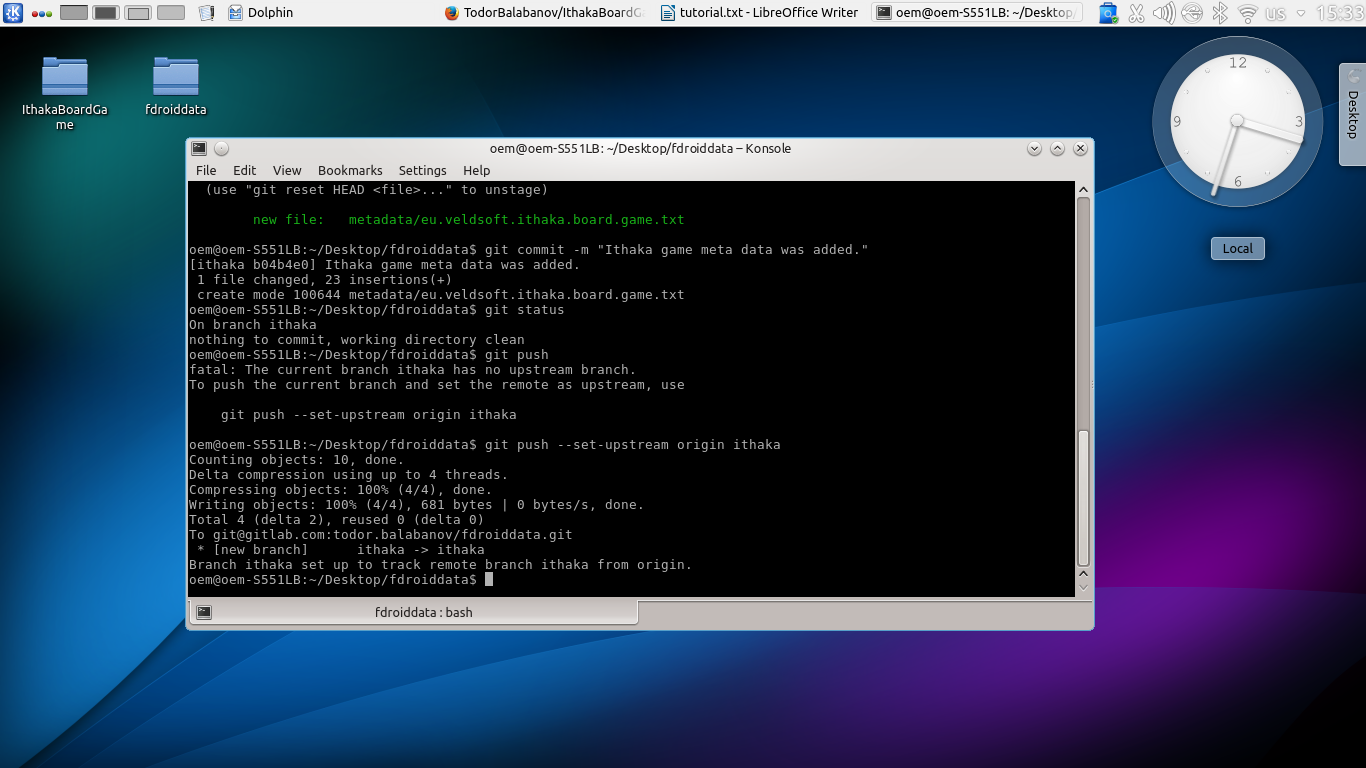 Dolphin
TodorBalabanov/IthakaBoardG
tutorial.txt - LibreOffice Writer
oem@oem-S551LB: ~/Desktop/
us
15:33
IthakaBoardGa
me
fdroiddata
12
3
6
9
Desktop
Local
oem@oem-S551LB: ~/Desktop/fdroiddata – Konsole
File Edit View Bookmarks Settings Help
(use "git reset HEAD <file>..." to unstage)
new file: metadata/eu.veldsoft.ithaka.board.game.txt
oem@oem-S551LB:~/Desktop/fdroiddata$ git commit -m "Ithaka game meta data was added."
[ithaka b04b4e0] Ithaka game meta data was added.
1 file changed, 23 insertions(+)
create mode 100644 metadata/eu.veldsoft.ithaka.board.game.txt
oem@oem-S551LB:~/Desktop/fdroiddata$ git status
On branch ithaka
nothing to commit, working directory clean
oem@oem-S551LB:~/Desktop/fdroiddata$ git push
fatal: The current branch ithaka has no upstream branch.
To push the current branch and set the remote as upstream, use
git push --set-upstream origin ithaka
oem@oem-S551LB:~/Desktop/fdroiddata$ git push --set-upstream origin ithaka
Counting objects: 10, done.
Delta compression using up to 4 threads.
Compressing objects: 100% (4/4), done.
Writing objects: 100% (4/4), 681 bytes | 0 bytes/s, done.
Total 4 (delta 2), reused 0 (delta 0)
To git@gitlab.com:todor.balabanov/fdroiddata.git
* [new branch] ithaka -> ithaka
Branch ithaka set up to track remote branch ithaka from origin.
oem@oem-S551LB:~/Desktop/fdroiddata$
fdroiddata : bash